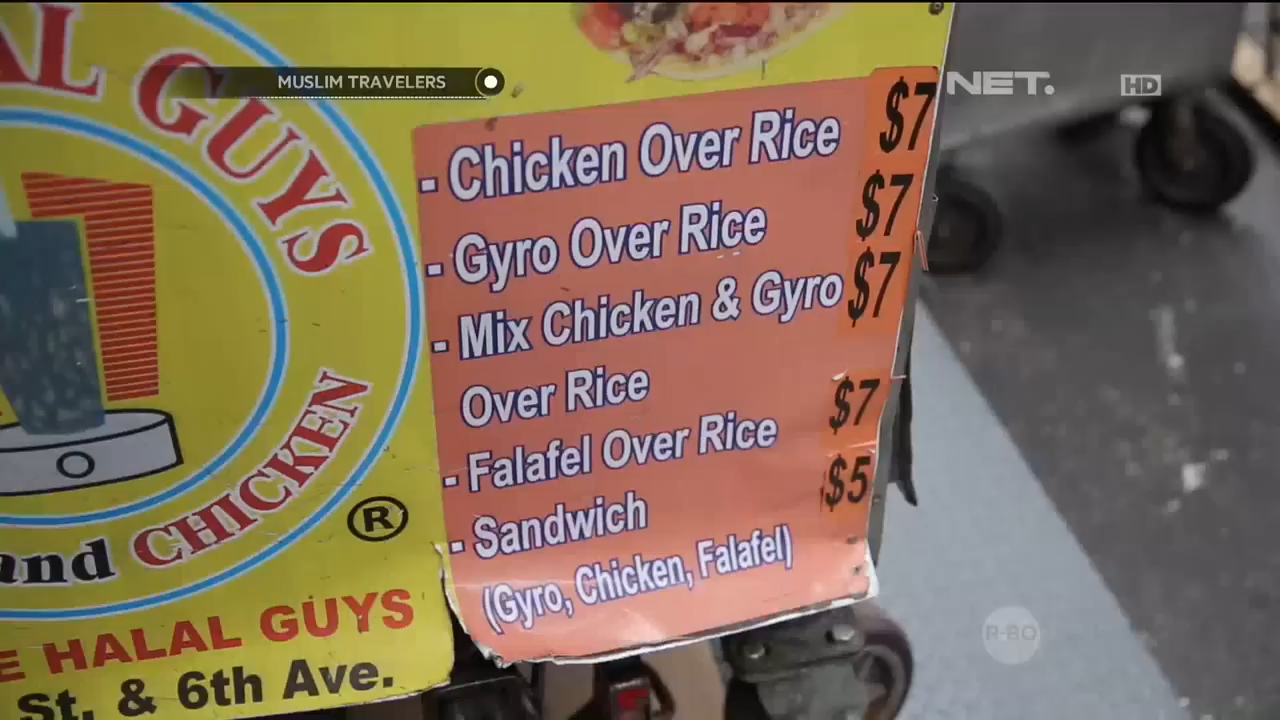 MUSLIM TRAVELERS
NET.
HD
AL GUYS
and CHICKEN
®
E HALAL GUYS
St. & 6th Ave.
- Chicken Over Rice $7
- Gyro Over Rice $7
- Mix Chicken & Gyro $7
Over Rice
- Falafel Over Rice $7
- Sandwich $5
(Gyro, Chicken, Falafel)
R-BO